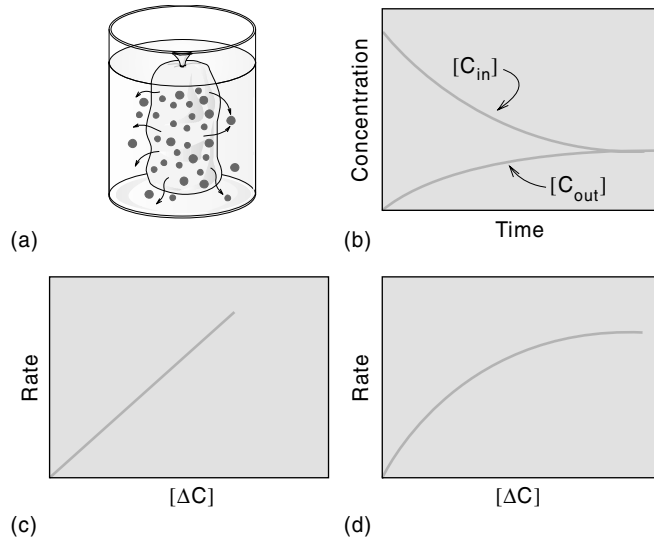 (a)
Concentration
[C_in]
[C_out]
Time
(b)
Rate
[ΔC]
(c)
Rate
[ΔC]
(d)